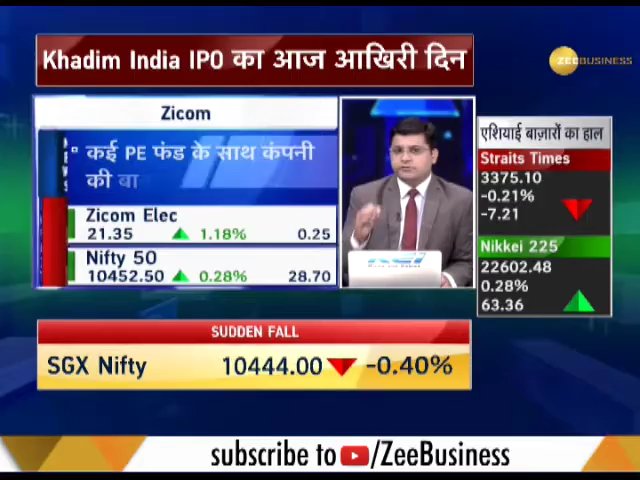 Khadim India IPO का आज आखिरी दिन
ZEEBUSINESS
Zicom
NEWS
कई PE फंड के साथ कंपनी
की बा
Zicom Elec
21.35 1.18% 0.25
Nifty 50
10452.50 0.28% 28.70
एशियाई बाज़ारों का हाल
Straits Times
3375.10
-0.21%
-7.21
Nikkei 225
22602.48
0.28%
63.36
SUDDEN FALL
SGX Nifty 10444.00 -0.40%
subscribe to /ZeeBusiness